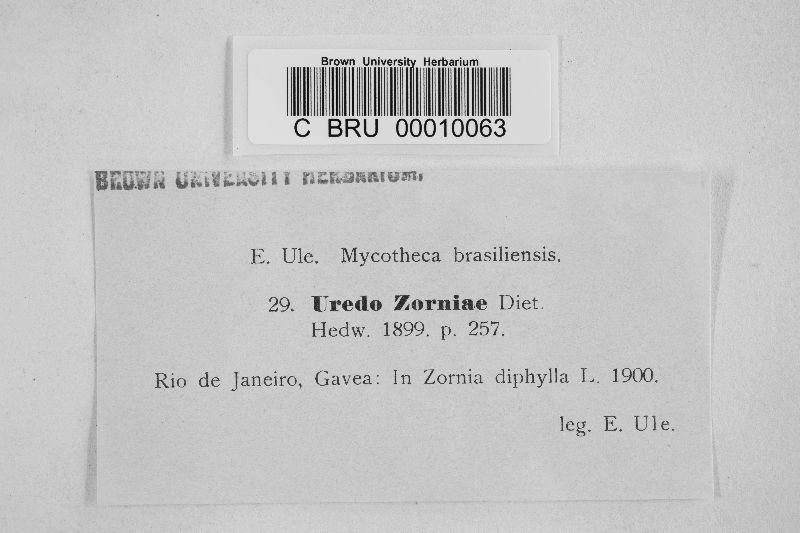 Brown University Herbarium
C BRU 00010063
BROWN UNIVERSITY HERBARIUM.
E. Ule. Mycotheca brasiliensis.
29. Uredo Zorniae Diet.
Hedw. 1899. p. 257.
Rio de Janeiro, Gavea: In Zornia diphylla L. 1900.
leg. E. Ule.